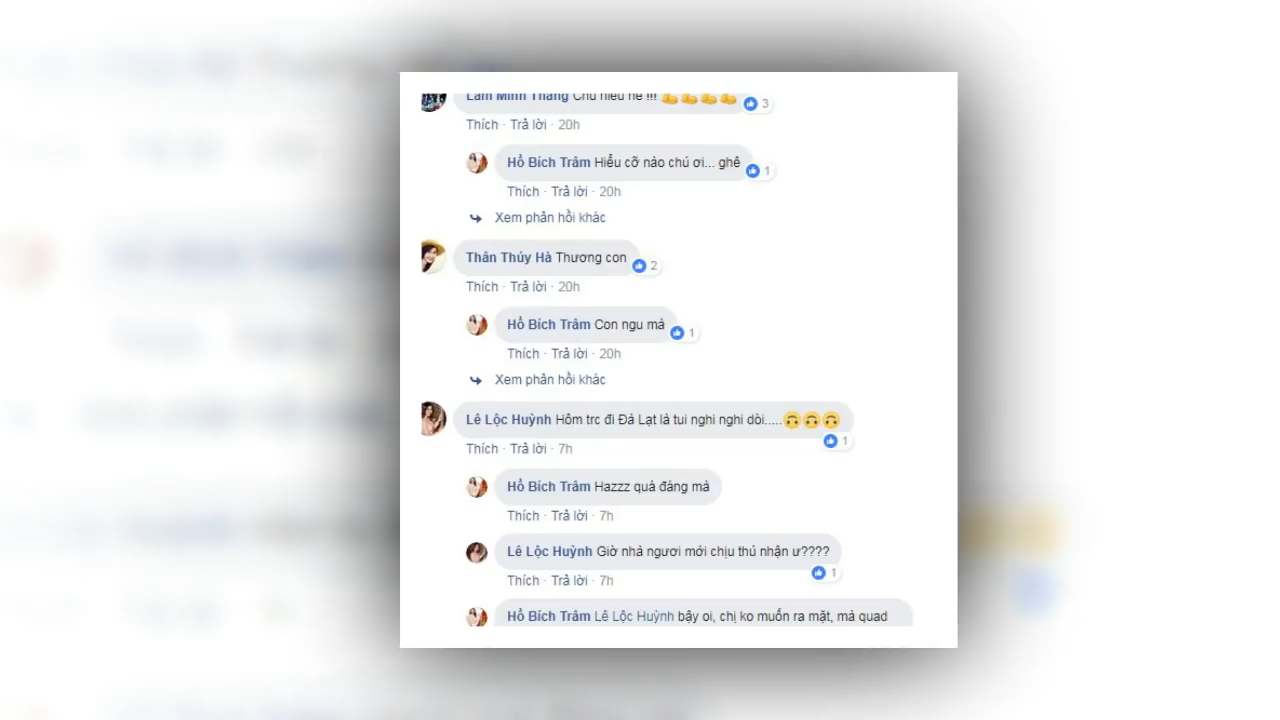 Lâm Minh Thắng Chú hiểu hè !!! 3
Thích · Trả lời · 20h
Hồ Bích Trâm Hiểu cỡ nào chú ơi... ghê 1
Thích · Trả lời · 20h
Xem phản hồi khác
Thân Thúy Hà Thương con 2
Thích · Trả lời · 20h
Hồ Bích Trâm Con ngu mà 1
Thích · Trả lời · 20h
Xem phản hồi khác
Lê Lộc Huỳnh Hôm trc đi Đà Lạt là tui nghi nghi dồi.....🙃🙃🙃
1
Thích · Trả lời · 7h
Hồ Bích Trâm Hazzz quá đáng mà
Thích · Trả lời · 7h
Lê Lộc Huỳnh Giờ nhà ngươi mới chịu thú nhận ư????
1
Thích · Trả lời · 7h
Hồ Bích Trâm Lê Lộc Huỳnh bậy oi, chị ko muốn ra mặt, mà quad